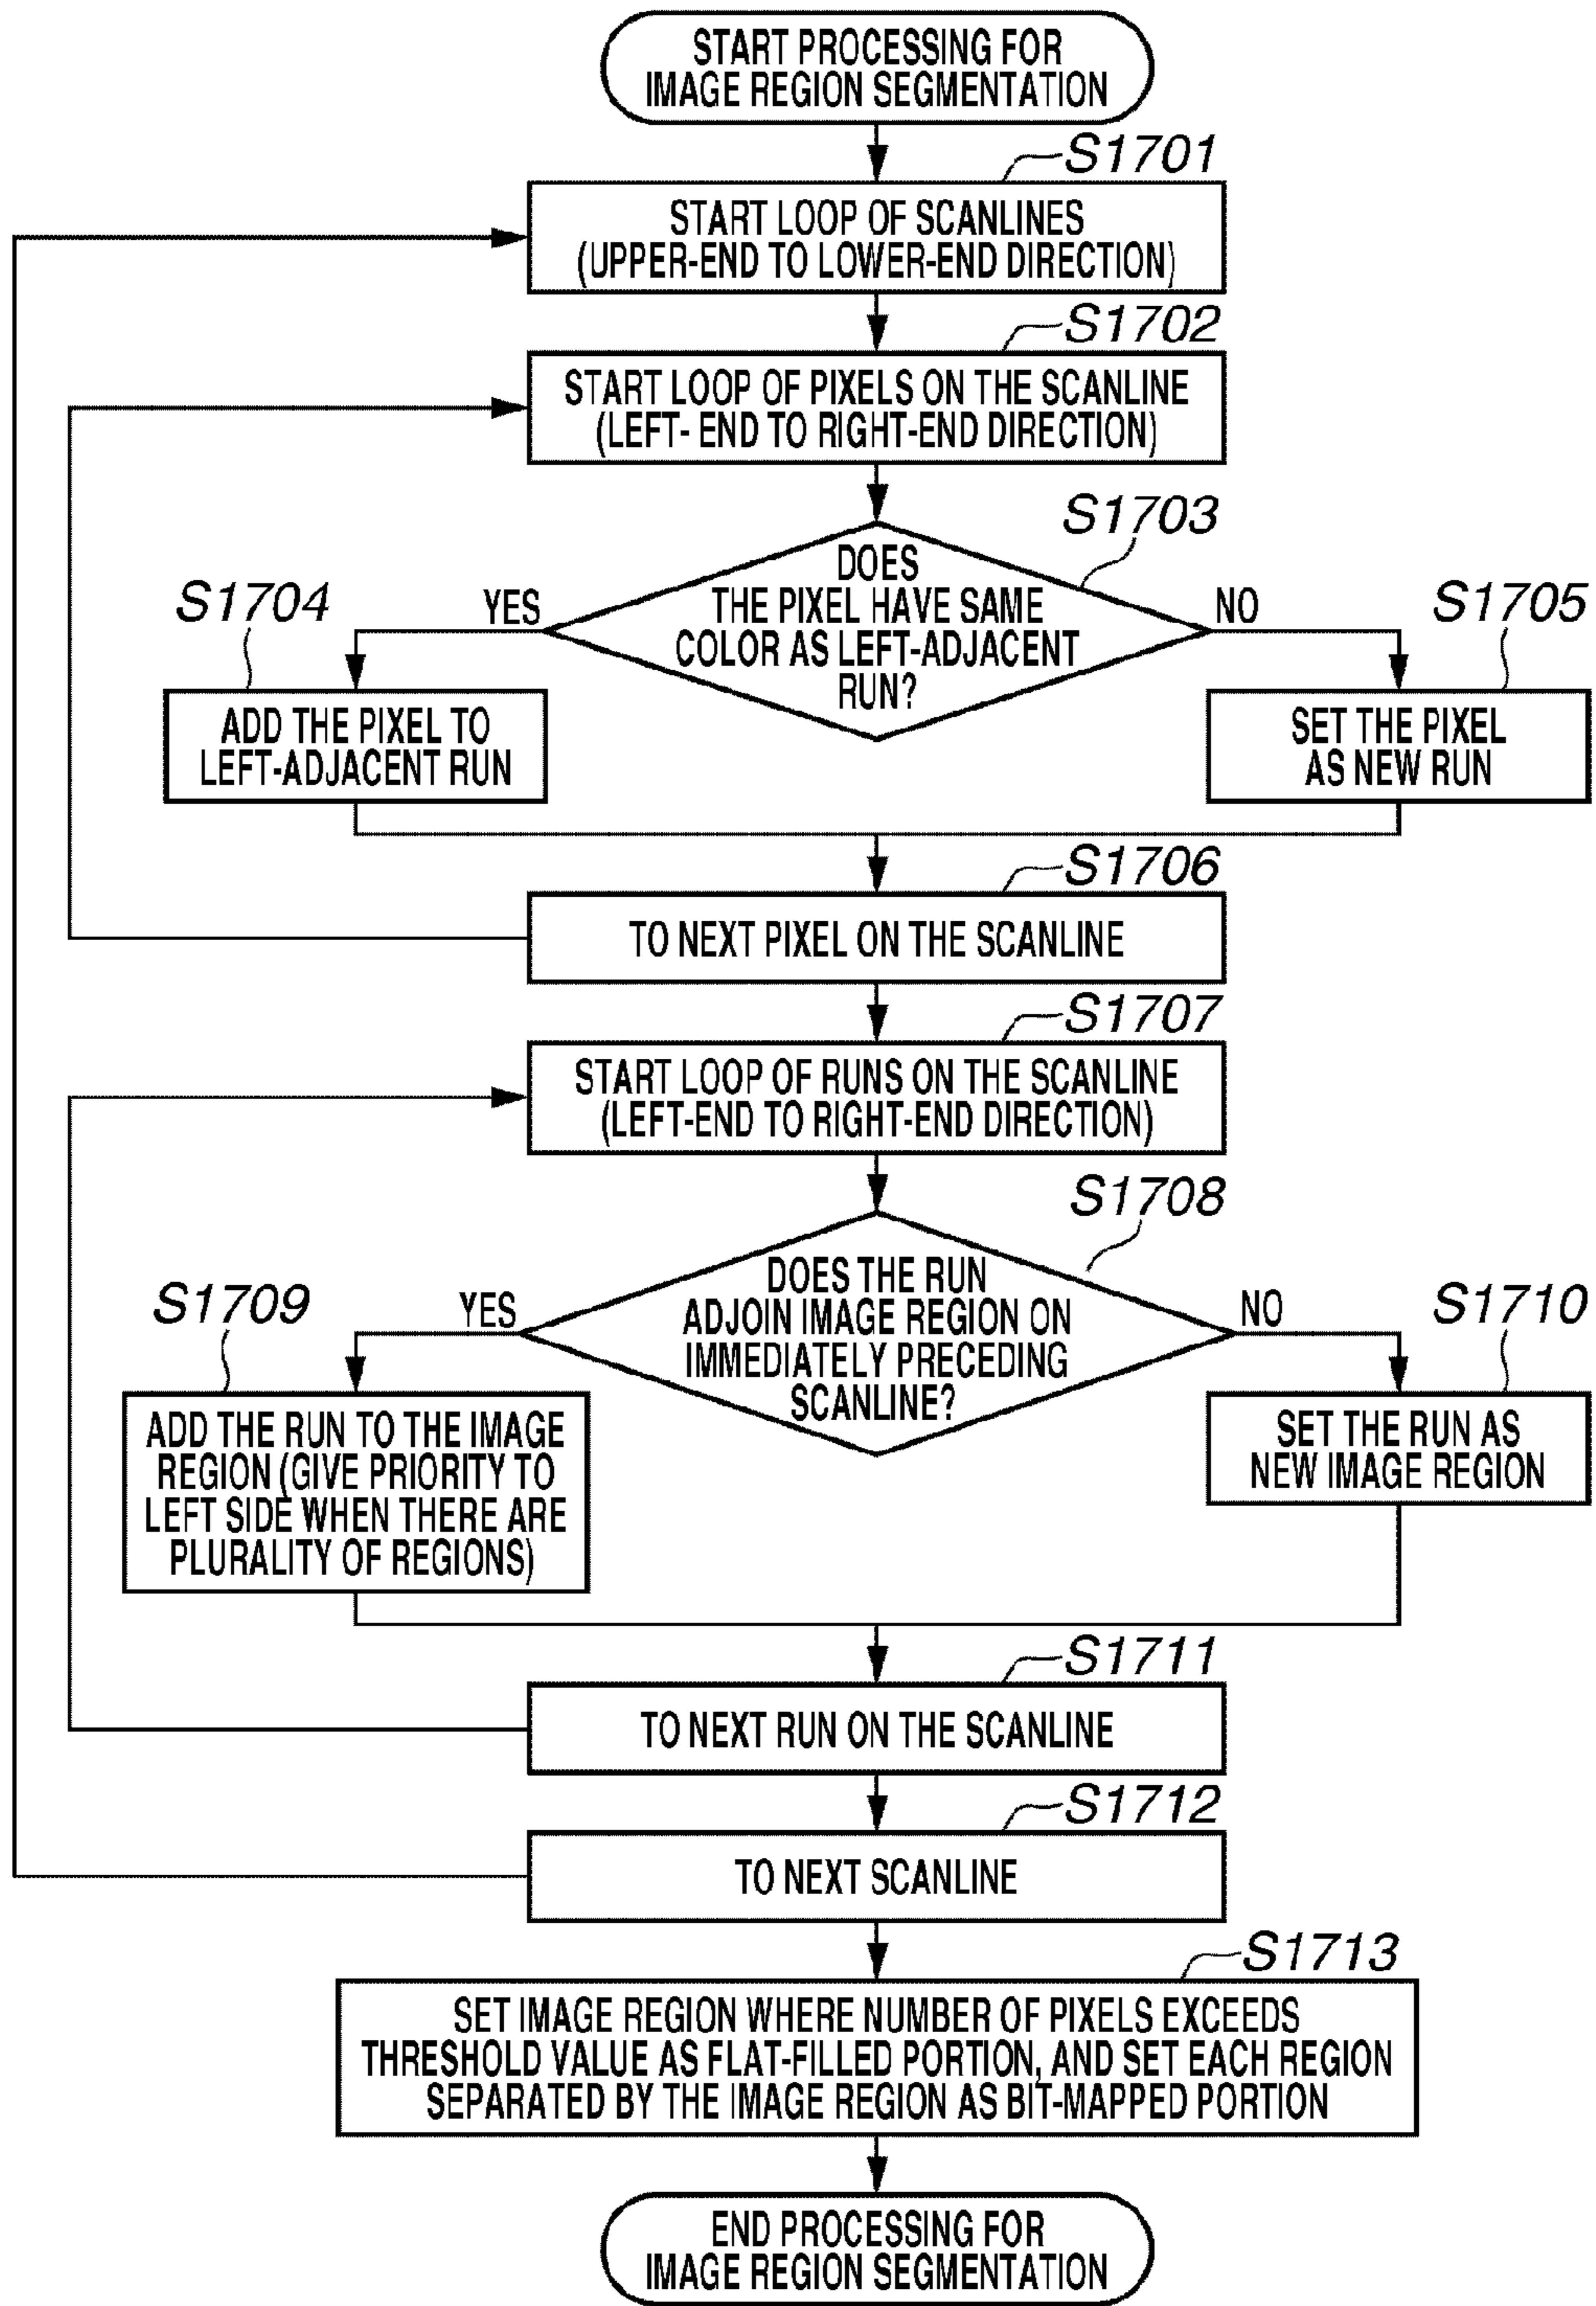 START PROCESSING FOR
IMAGE REGION SEGMENTATION
S1701
START LOOP OF SCANLINES
(UPPER-END TO LOWER-END DIRECTION)
S1702
START LOOP OF PIXELS ON THE SCANLINE
(LEFT- END TO RIGHT-END DIRECTION)
S1703
DOES
THE PIXEL HAVE SAME
COLOR AS LEFT-ADJACENT
RUN?
YES
NO
S1704
ADD THE PIXEL TO
LEFT-ADJACENT RUN
S1705
SET THE PIXEL
AS NEW RUN
S1706
TO NEXT PIXEL ON THE SCANLINE
S1707
START LOOP OF RUNS ON THE SCANLINE
(LEFT-END TO RIGHT-END DIRECTION)
S1708
DOES THE RUN
ADJOIN IMAGE REGION ON
IMMEDIATELY PRECEDING
SCANLINE?
YES
NO
S1709
ADD THE RUN TO THE IMAGE
REGION (GIVE PRIORITY TO
LEFT SIDE WHEN THERE ARE
PLURALITY OF REGIONS)
S1710
SET THE RUN AS
NEW IMAGE REGION
S1711
TO NEXT RUN ON THE SCANLINE
S1712
TO NEXT SCANLINE
S1713
SET IMAGE REGION WHERE NUMBER OF PIXELS EXCEEDS
THRESHOLD VALUE AS FLAT-FILLED PORTION, AND SET EACH REGION
SEPARATED BY THE IMAGE REGION AS BIT-MAPPED PORTION
END PROCESSING FOR
IMAGE REGION SEGMENTATION